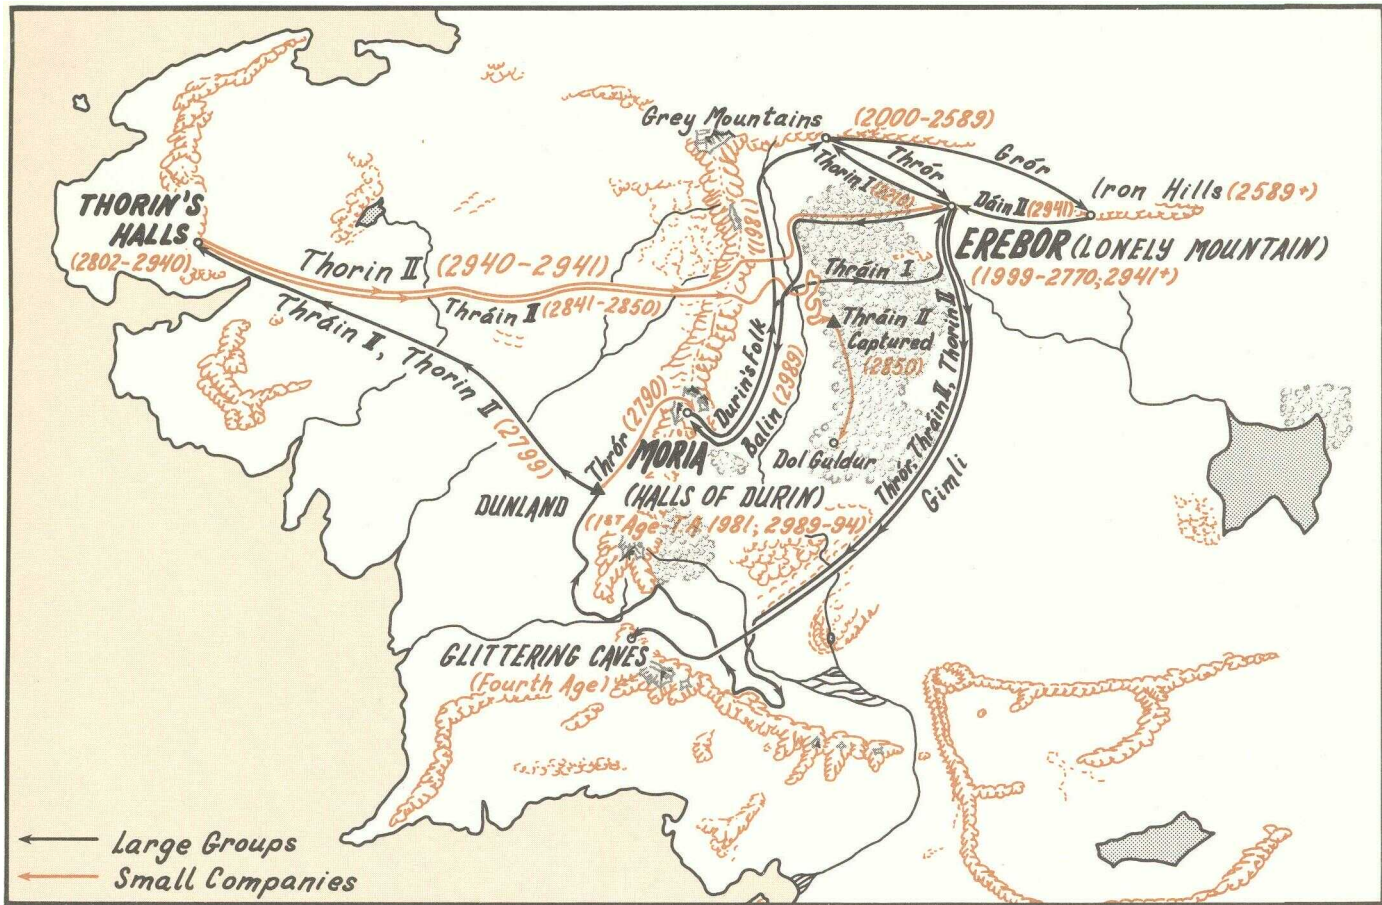 Grey Mountains
(2000-2589)
Thrór
Grór
Thorin I (2210)
Iron Hills (2589+)
Dáin II (2941)
THORIN'S
HALLS
(2802-2940)
(1981)
EREBOR (LONELY MOUNTAIN)
(1999-2770; 2941+)
Thorin II (2940-2941)
Thráin I
Thráin II (2841-2850)
Thráin II
Captured
(2850)
Thráin II, Thorin II (2799)
Durin's Folk
Balin (2989)
Thrór, Thráin II, Thorin II
Gimli
Thrór (2790)
MORIA
Dol Guldur
(HALLS OF DURIN)
(1ST Age-T.A. 1981; 2989-94)
DUNLAND
GLITTERING CAVES
(Fourth Age)
Large Groups
Small Companies